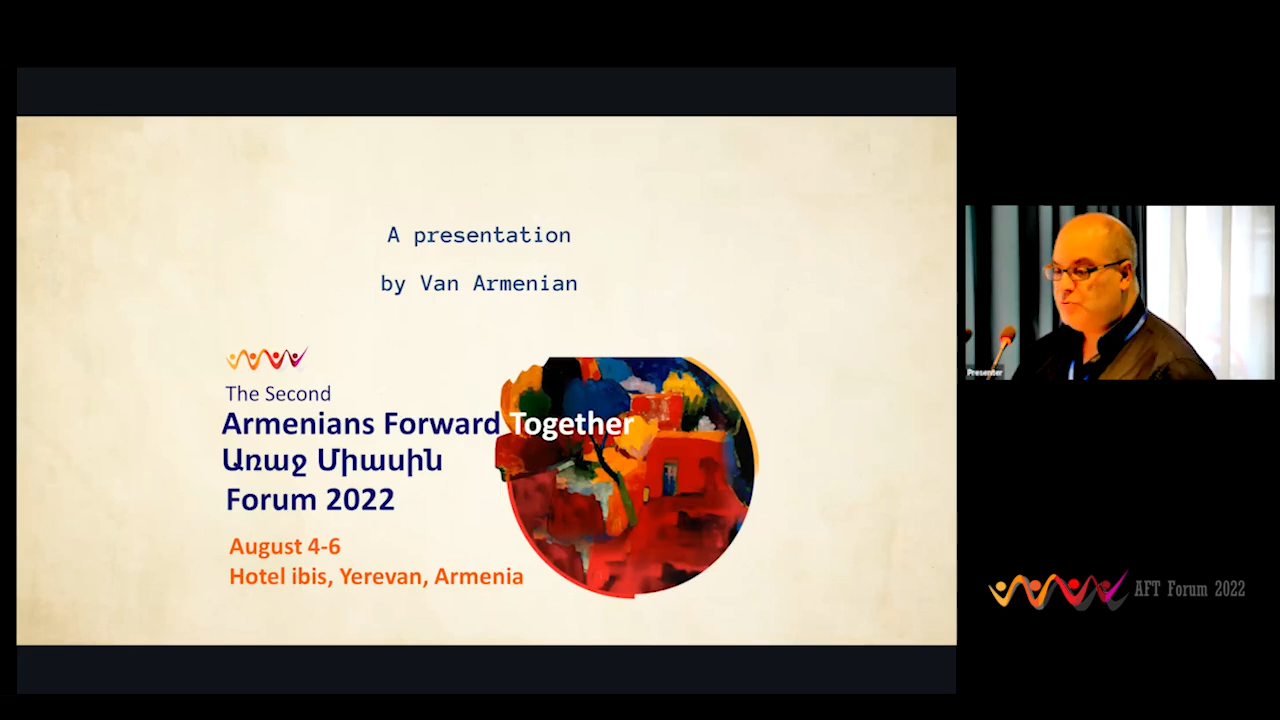 A presentation
by Van Armenian
The Second
Armenians Forward Together
Առաջ Միասին
Forum 2022
August 4-6
Hotel ibis, Yerevan, Armenia
Presenter
AFT Forum 2022